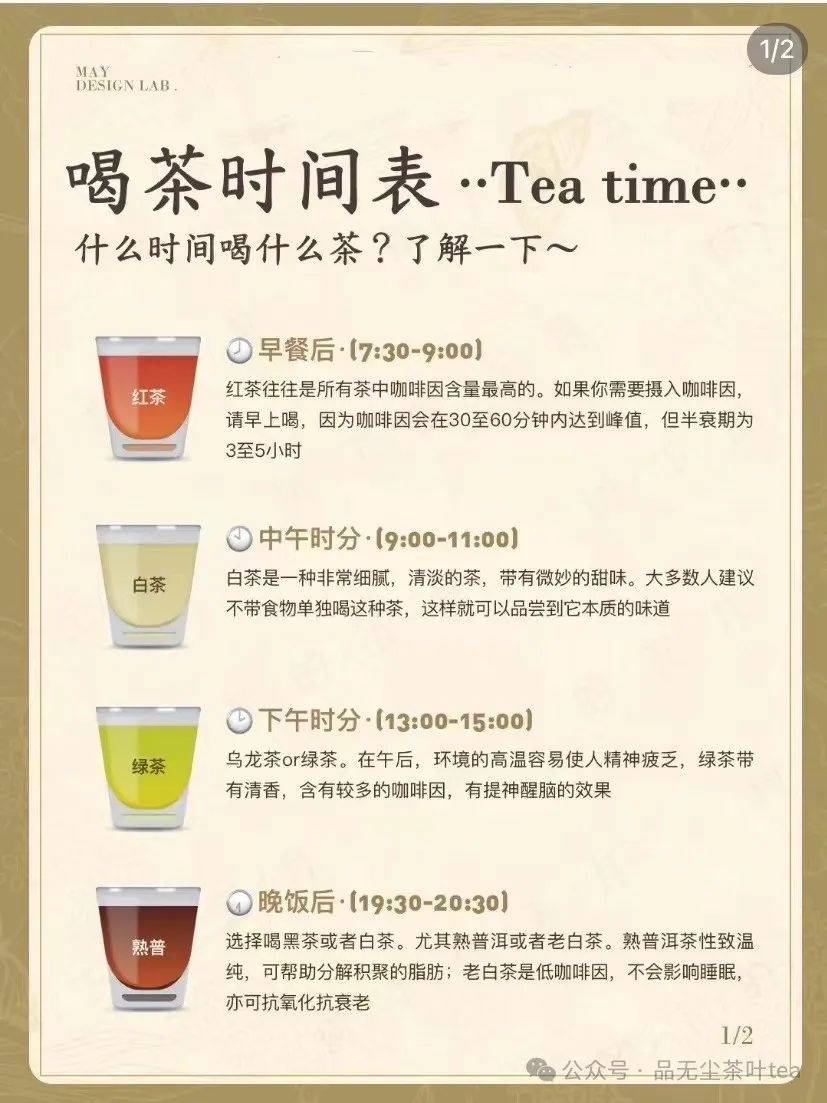 1/2
MAY
DESIGN LAB.
喝茶时间表··Tea time··
什么时间喝什么茶？了解一下～
红茶
早餐后·(7:30-9:00)
红茶往往是所有茶中咖啡因含量最高的。如果你需要摄入咖啡因，
请早上喝，因为咖啡因会在30至60分钟内达到峰值，但半衰期为
3至5小时
白茶
中午时分·(9:00-11:00)
白茶是一种非常细腻，清淡的茶，带有微妙的甜味。大多数人建议
不带食物单独喝这种茶，这样就可以品尝到它本质的味道
绿茶
下午时分·(13:00-15:00)
乌龙茶or绿茶。在午后，环境的高温容易使人精神疲乏，绿茶带
有清香，含有较多的咖啡因，有提神醒脑的效果
熟普
晚饭后·(19:30-20:30)
选择喝黑茶或者白茶。尤其熟普洱或者老白茶。熟普洱茶性致温
纯，可帮助分解积聚的脂肪；老白茶是低咖啡因，不会影响睡眠，
亦可抗氧化抗衰老
1/2
公众号·品无尘茶叶tea